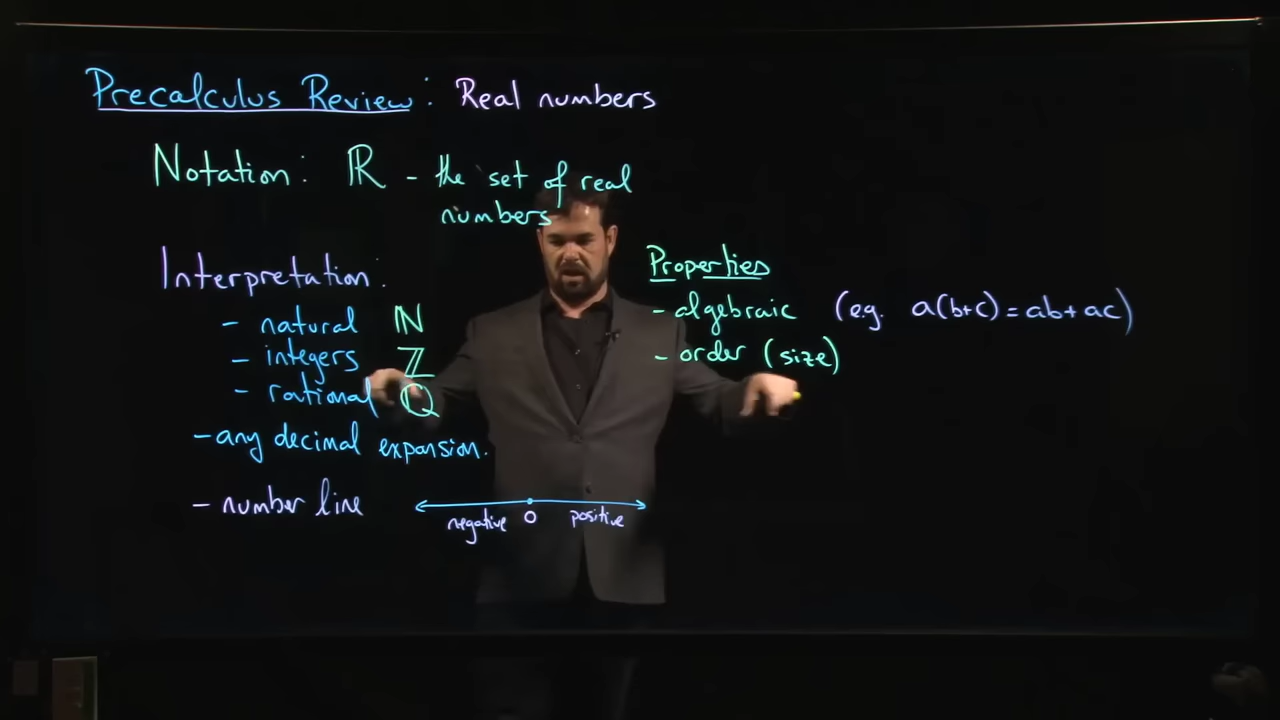 Precalculus Review: Real numbers
Notation: ℝ - the set of real
numbers
Interpretation:
- natural ℕ
- integers ℤ
- rational ℚ
- any decimal expansion.
- number line
negative 0 positive
Properties
- algebraic (e.g. a(b+c) = ab + ac)
- order (size)